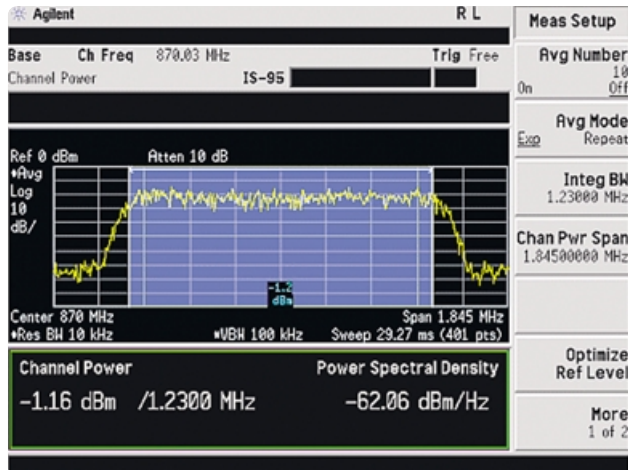 Agilent
R L
Base Ch Freq 870.03 MHz Trig Free
Channel Power IS-95
Ref 0 dBm Atten 10 dB
♦Avg
Log
10
dB/
-1.2
dBm
Center 870 MHz Span 1.845 MHz
♦Res BW 10 kHz ⁕VBW 100 kHz Sweep 29.27 ms (401 pts)
Channel Power Power Spectral Density
-1.16 dBm /1.2300 MHz -62.06 dBm/Hz
Meas Setup
Avg Number
10
On Off
Avg Mode
Exp Repeat
Integ BW
1.23000 MHz
Chan Pwr Span
1.84500000 MHz
Optimize
Ref Level
More
1 of 2